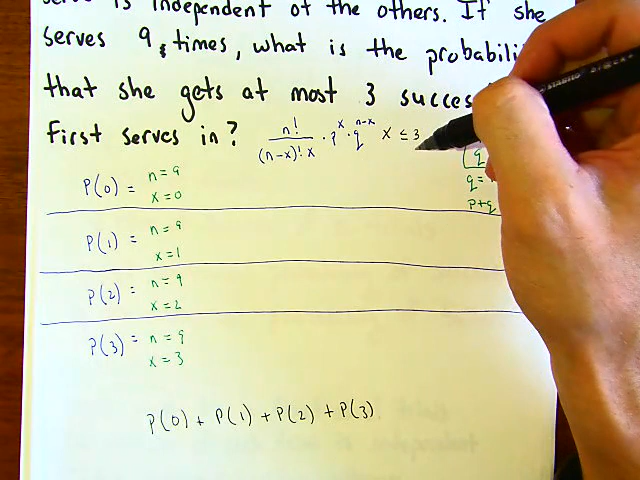 serve is independent of the others. If she
serves 9 times, what is the probabili
that she gets at most 3 succes
first serves in? n!/(n-x)!·x · p^x · q^(n-x) x ≤ 3
q
q =
p+q
P(0) = n = 9
x = 0
P(1) = n = 9
x = 1
P(2) = n = 9
x = 2
P(3) = n = 9
x = 3
P(0) + P(1) + P(2) + P(3)